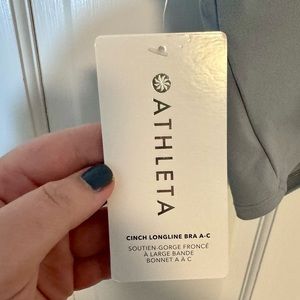 ATHLETA
CINCH LONGLINE BRA A-C
SOUTIEN-GORGE FRONCÉ
À LARGE BANDE
BONNET A À C